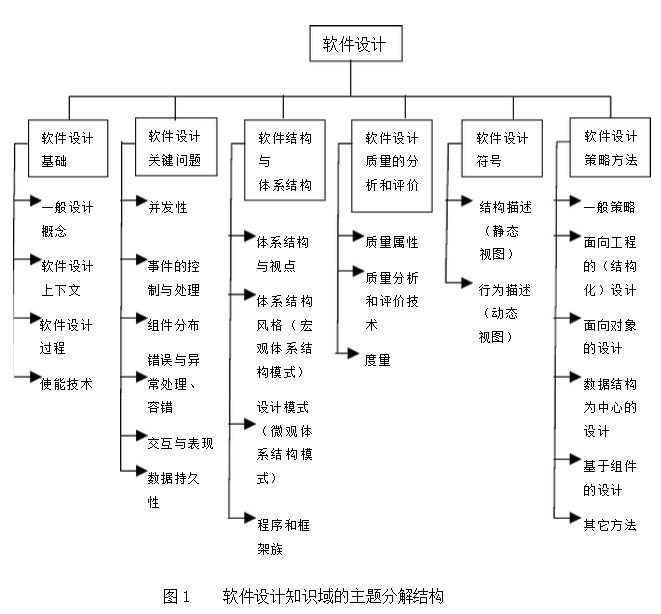 软件设计
软件设计
基础
一般设计
概念
软件设计
上下文
软件设计
过程
使能技术
软件设计
关键问题
并发性
事件的控
制与处理
组件分布
错误与异
常处理、
容错
交互与表现
数据持久
性
软件结构
与
体系结构
体系结构
与视点
体系结构
风格（宏
观体系结
构模式）
设计模式
（微观体
系结构模
式）
程序和框
架族
软件设计
质量的分
析和评价
质量属性
质量分析
和评价技
术
度量
软件设计
符号
结构描述
（静态
视图）
行为描述
（动态
视图）
软件设计
策略方法
一般策略
面向工程
的（结构
化）设计
面向对象
的设计
数据结构
为中心的
设计
基于组件
的设计
其它方法
图 1 软件设计知识域的主题分解结构